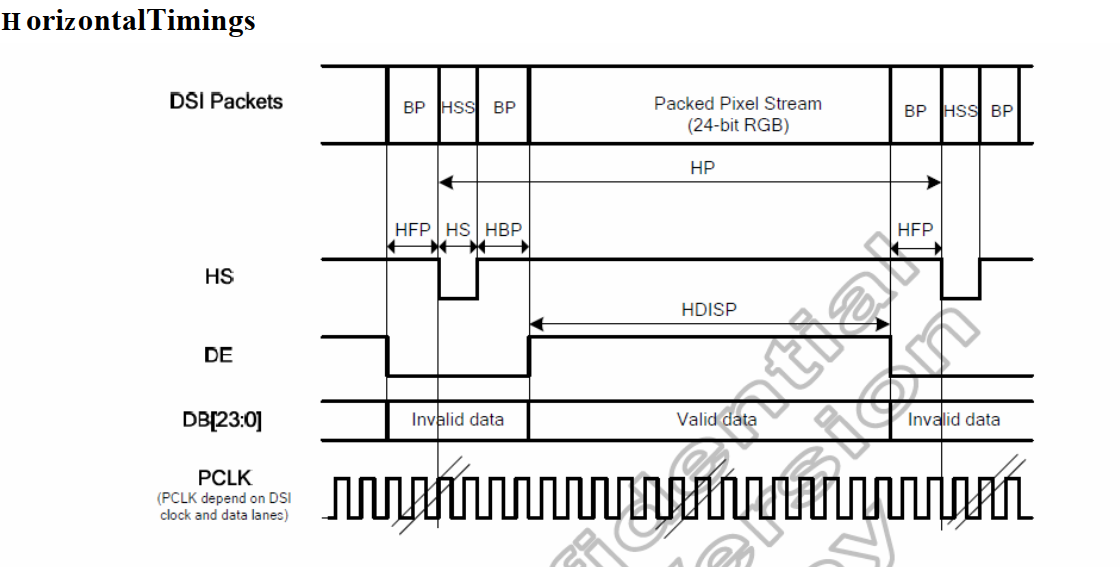 H orizontalTimings
DSI Packets
BP HSS BP Packed Pixel Stream BP HSS BP
(24-bit RGB)
HP
HFP HS HBP HFP
HS
HDISP
DE
DB[23:0] Invalid data Valid data Invalid data
PCLK
(PCLK depend on DSI
clock and data lanes)